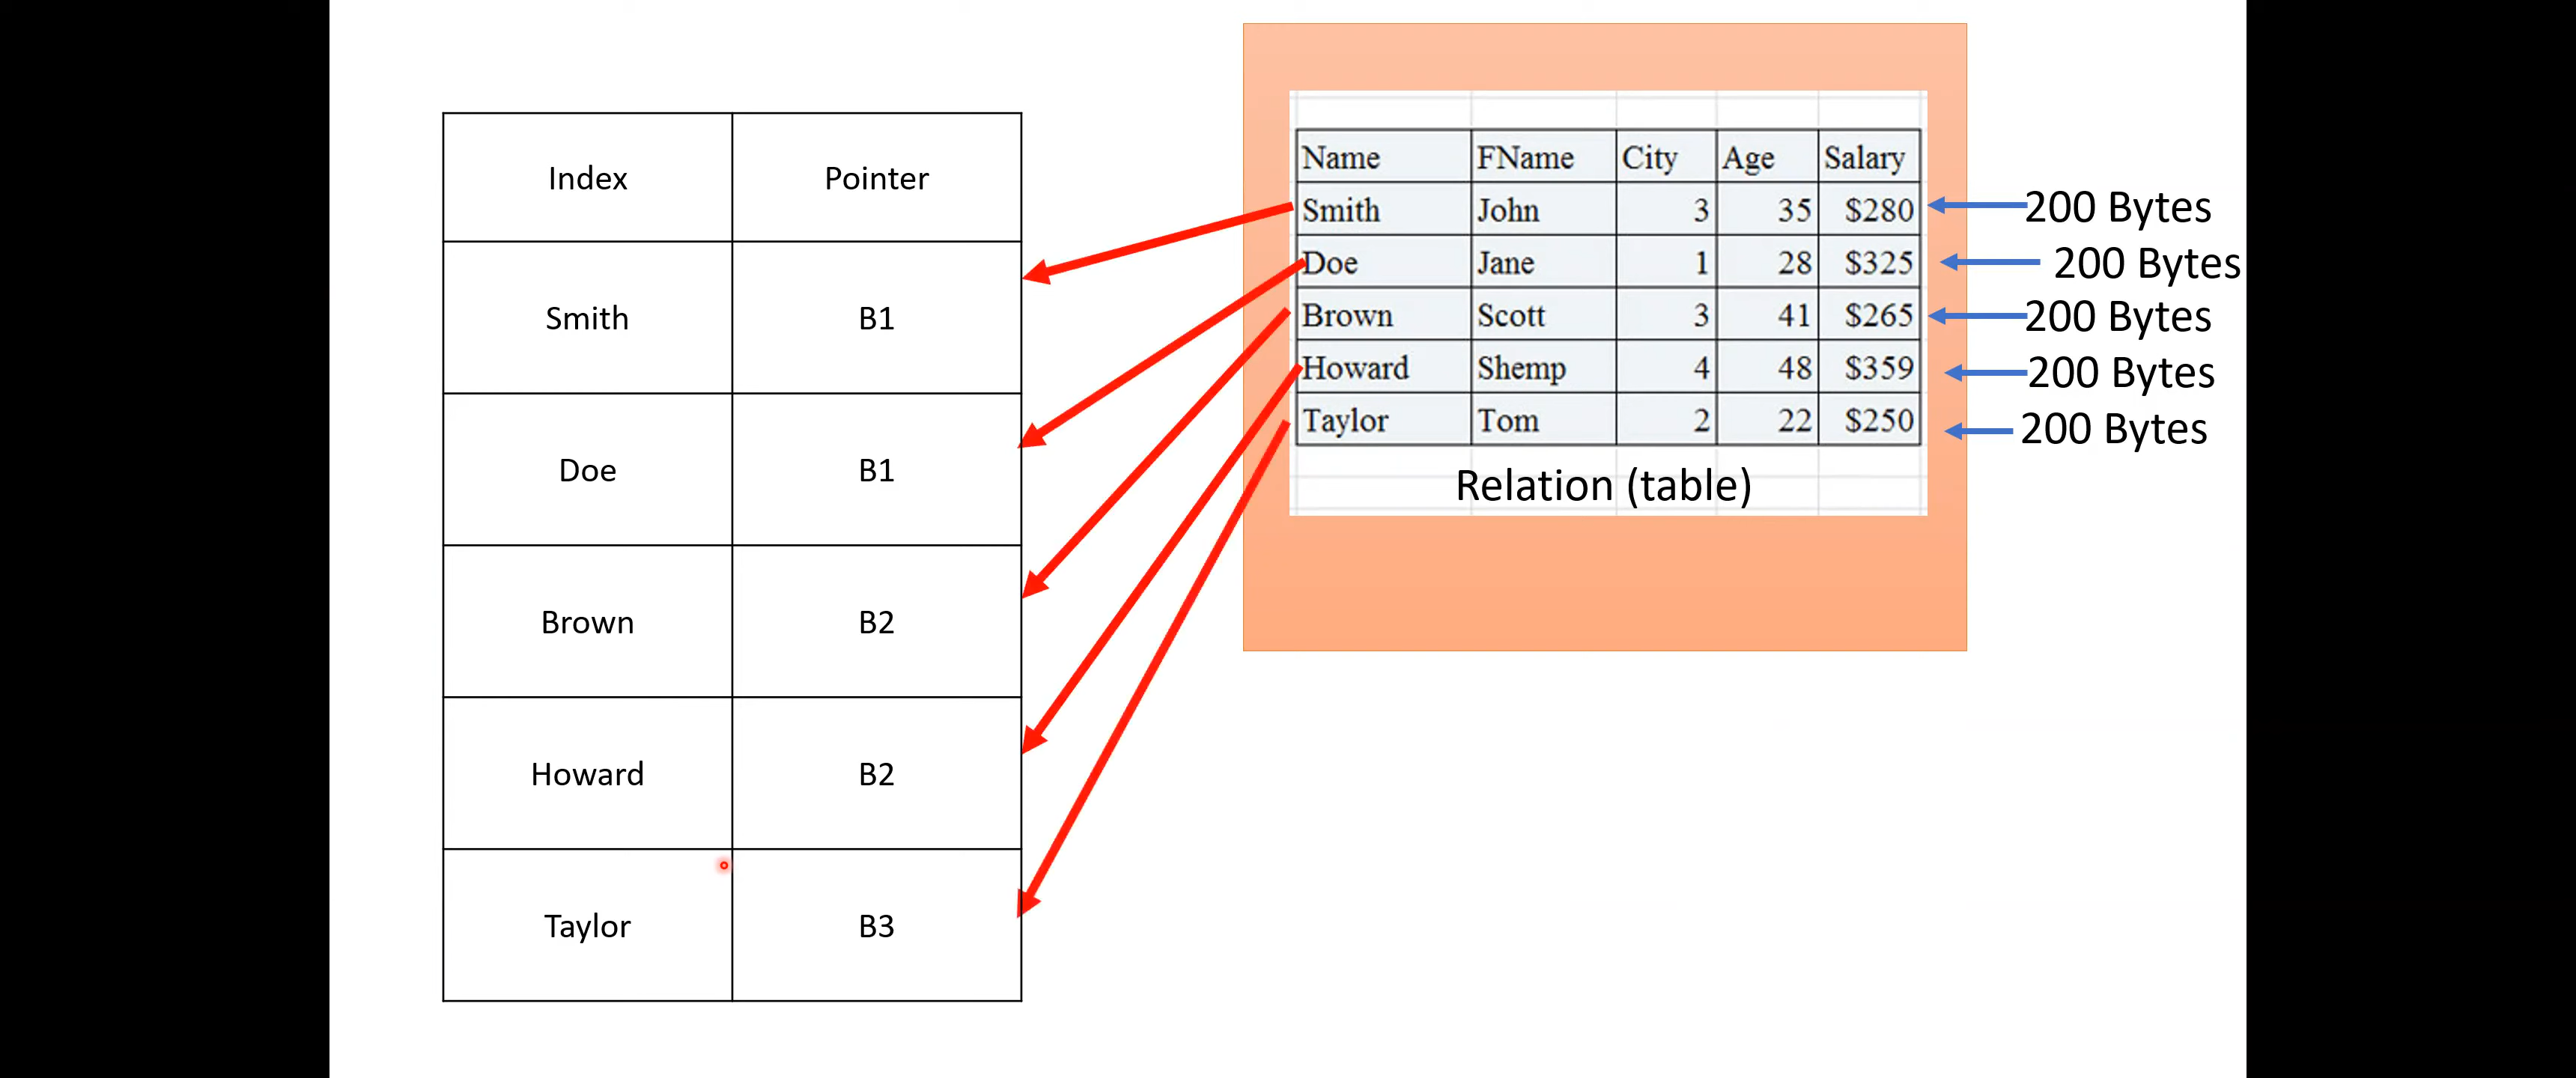 Index Pointer
Smith B1
Doe B1
Brown B2
Howard B2
Taylor B3
Name FName City Age Salary
Smith John 3 35 $280
Doe Jane 1 28 $325
Brown Scott 3 41 $265
Howard Shemp 4 48 $359
Taylor Tom 2 22 $250
Relation (table)
200 Bytes
200 Bytes
200 Bytes
200 Bytes
200 Bytes